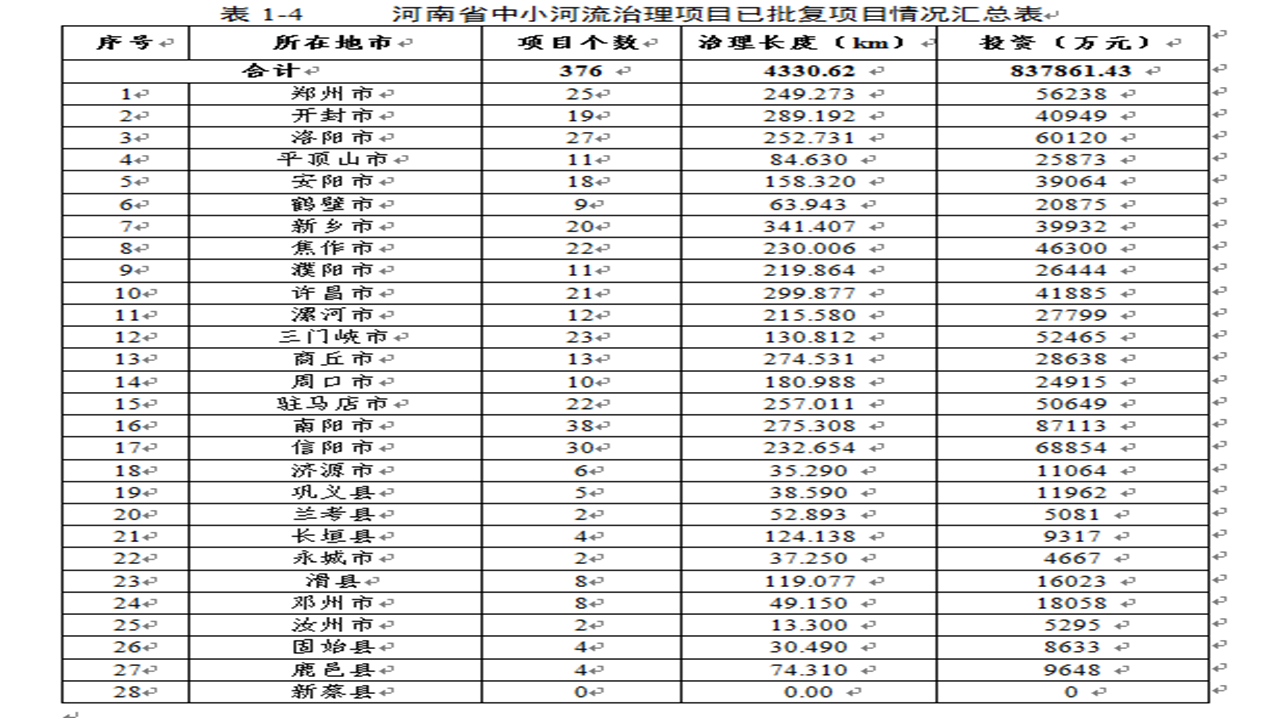 表 1-4 河南省中小河流治理项目已批复项目情况汇总表
序号 所在地市 项目个数 治理长度（km） 投资（万元）
合计 376 4330.62 837861.43
1 郑州市 25 249.273 56238
2 开封市 19 289.192 40949
3 洛阳市 27 252.731 60120
4 平顶山市 11 84.630 25873
5 安阳市 18 158.320 39064
6 鹤壁市 9 63.943 20875
7 新乡市 20 341.407 39932
8 焦作市 22 230.006 46300
9 濮阳市 11 219.864 26444
10 许昌市 21 299.877 41885
11 漯河市 12 215.580 27799
12 三门峡市 23 130.812 52465
13 商丘市 13 274.531 28638
14 周口市 10 180.988 24915
15 驻马店市 22 257.011 50649
16 南阳市 38 275.308 87113
17 信阳市 30 232.654 68854
18 济源市 6 35.290 11064
19 巩义县 5 38.590 11962
20 兰考县 2 52.893 5081
21 长垣县 4 124.138 9317
22 永城市 2 37.250 4667
23 滑县 8 119.077 16023
24 邓州市 8 49.150 18058
25 汝州市 2 13.300 5295
26 固始县 4 30.490 8633
27 鹿邑县 4 74.310 9648
28 新蔡县 0 0.00 0